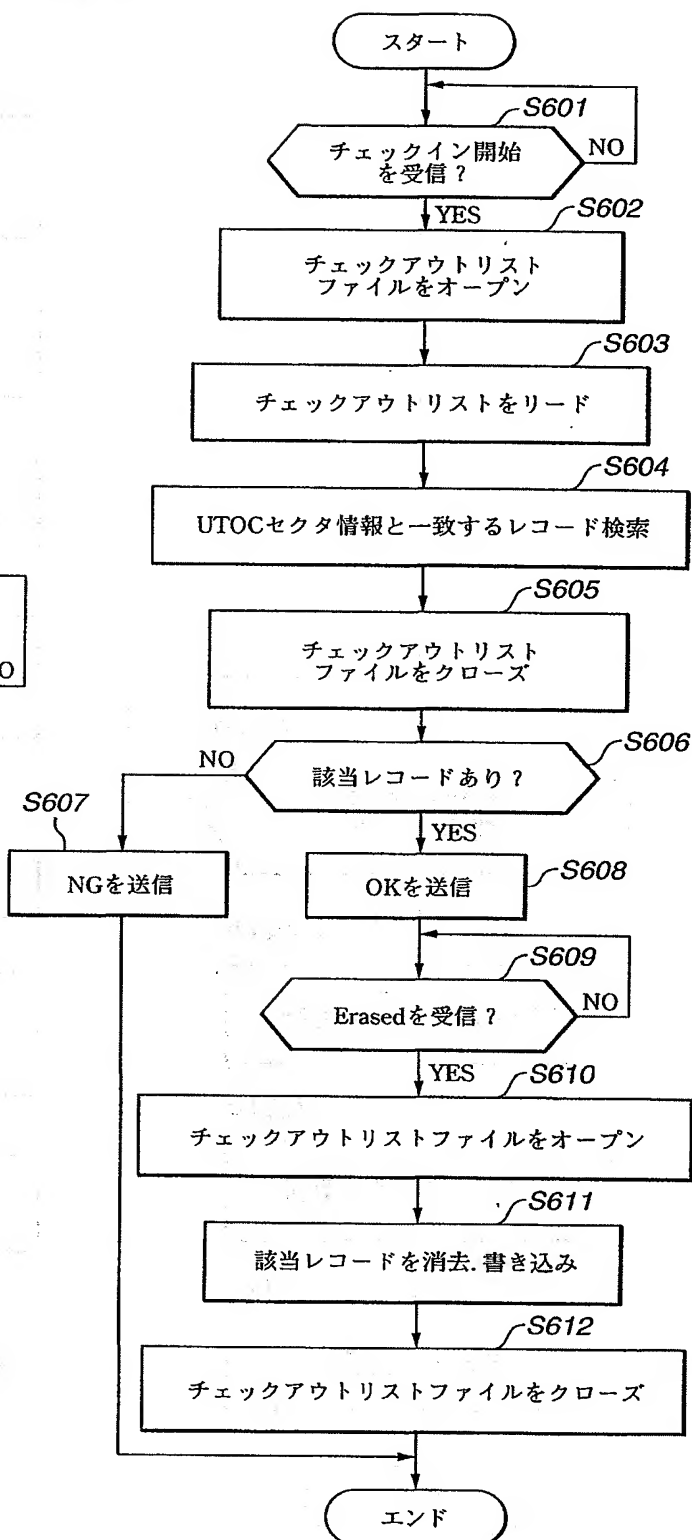 スタート
S601
チェックイン開始
を受信?
NO
YES
S602
チェックアウトリスト
ファイルをオープン
S603
チェックアウトリストをリード
S604
UTOCセクタ情報と一致するレコード検索
S605
チェックアウトリスト
ファイルをクローズ
O
S606
該当レコードあり?
NO
YES
S607
NGを送信
S608
OKを送信
S609
Erasedを受信?
NO
YES
S610
チェックアウトリストファイルをオープン
S611
該当レコードを消去.書き込み
S612
チェックアウトリストファイルをクローズ
エンド